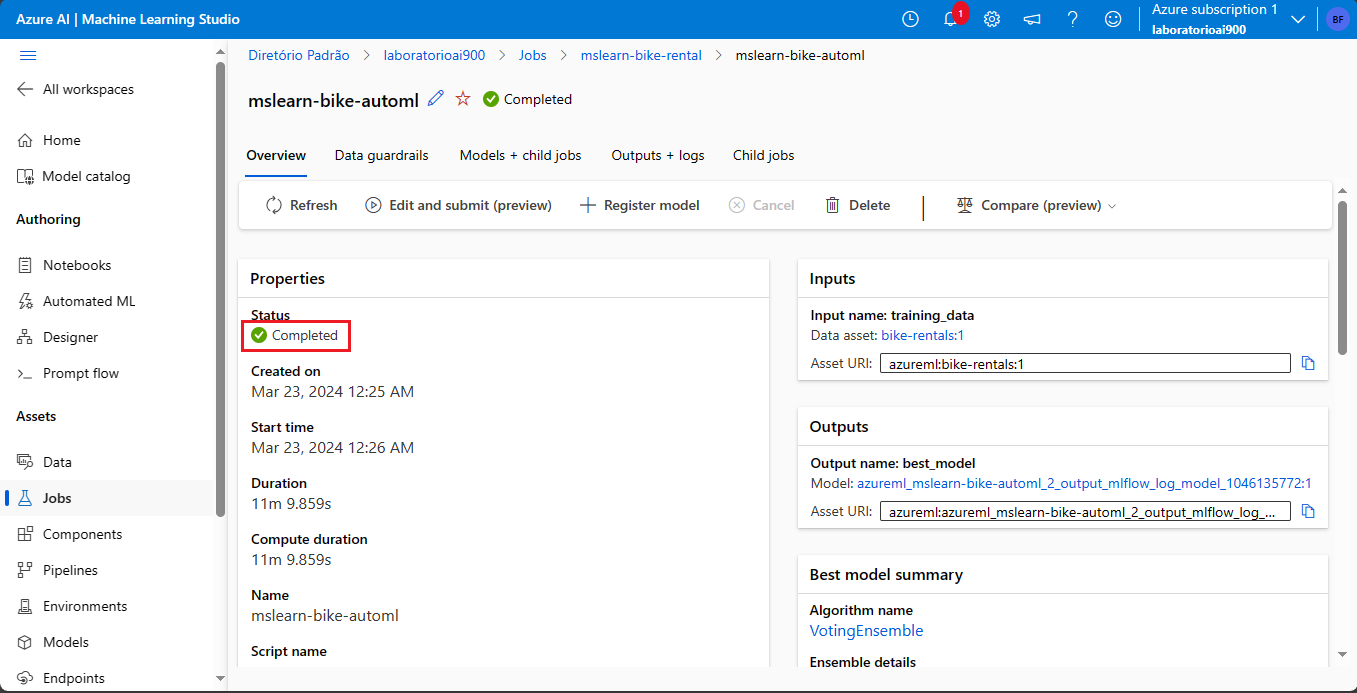 Azure AI | Machine Learning Studio
1
Azure subscription 1
laboratorioai900
BF
All workspaces
Home
Model catalog
Authoring
Notebooks
Automated ML
Designer
Prompt flow
Assets
Data
Jobs
Components
Pipelines
Environments
Models
Endpoints
Diretório Padrão > laboratorioai900 > Jobs > mslearn-bike-rental > mslearn-bike-automl
mslearn-bike-automl Completed
Overview Data guardrails Models + child jobs Outputs + logs Child jobs
Refresh Edit and submit (preview) Register model Cancel Delete | Compare (preview)
Properties
Status
Completed
Created on
Mar 23, 2024 12:25 AM
Start time
Mar 23, 2024 12:26 AM
Duration
11m 9.859s
Compute duration
11m 9.859s
Name
mslearn-bike-automl
Script name
Inputs
Input name: training_data
Data asset: bike-rentals:1
Asset URI: azureml:bike-rentals:1
Outputs
Output name: best_model
Model: azureml_mslearn-bike-automl_2_output_mlflow_log_model_1046135772:1
Asset URI: azureml:azureml_mslearn-bike-automl_2_output_mlflow_log_...
Best model summary
Algorithm name
VotingEnsemble
Ensemble details